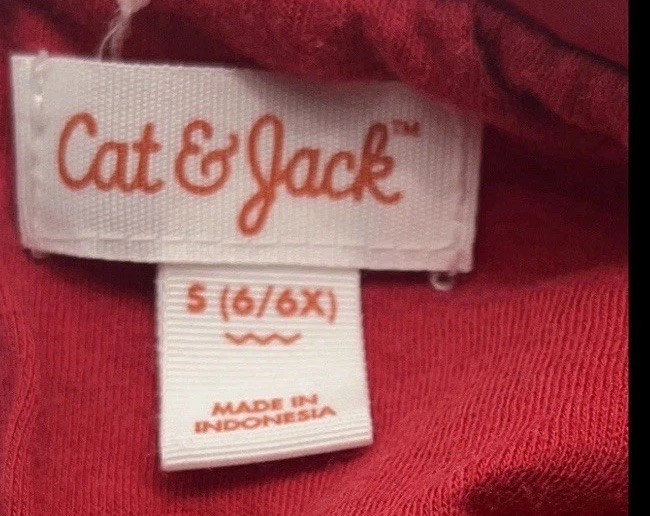 Cat & Jack™
S (6/6X)
MADE IN
INDONESIA